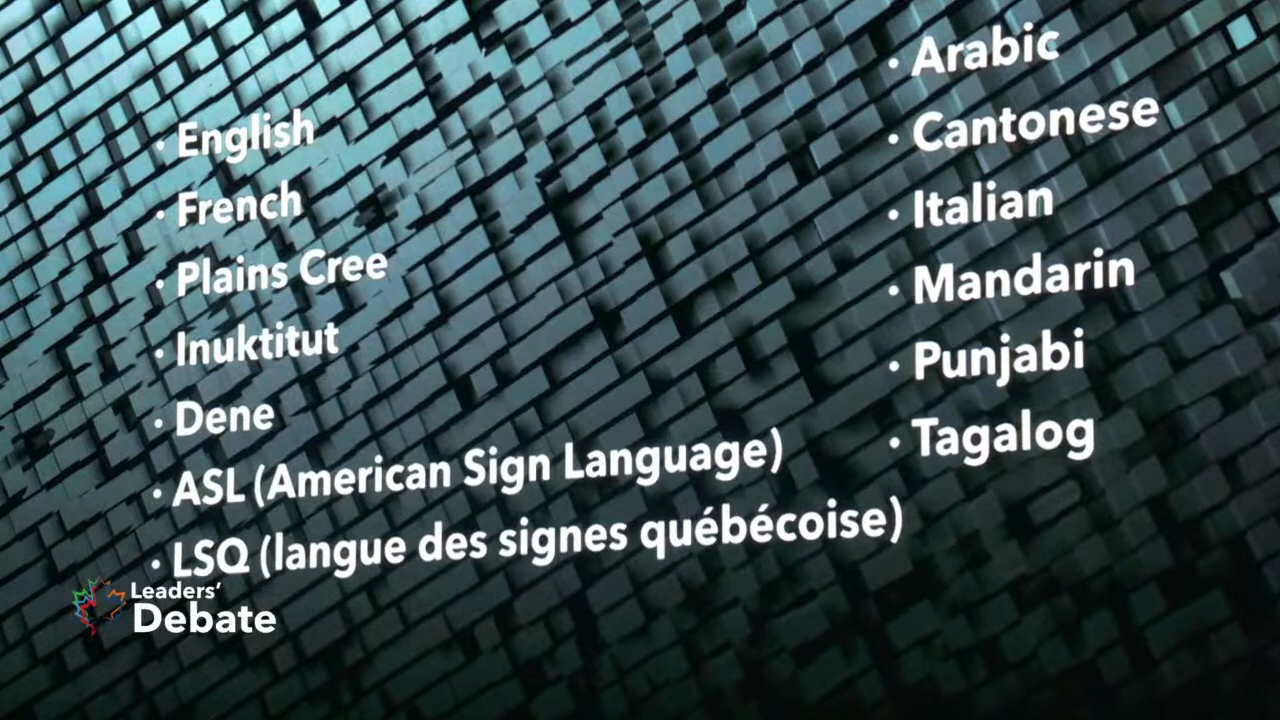 · English
· French
· Plains Cree
· Inuktitut
· Dene
· ASL (American Sign Language)
· LSQ (langue des signes québécoise)
· Arabic
· Cantonese
· Italian
· Mandarin
· Punjabi
· Tagalog
Leaders’
Debate